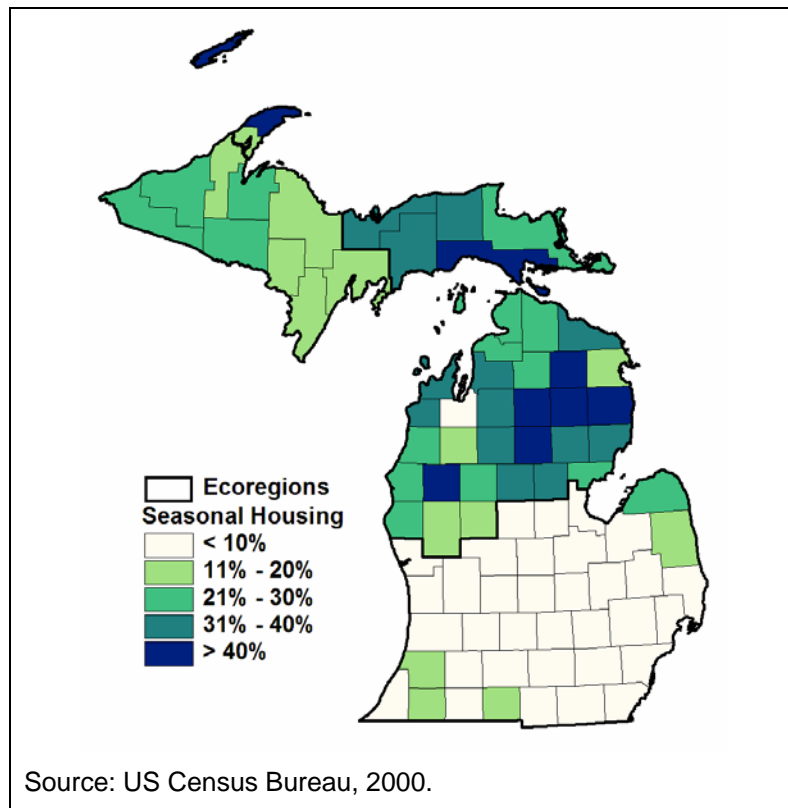 Ecoregions
Seasonal Housing
< 10%
11% - 20%
21% - 30%
31% - 40%
> 40%
Source: US Census Bureau, 2000.